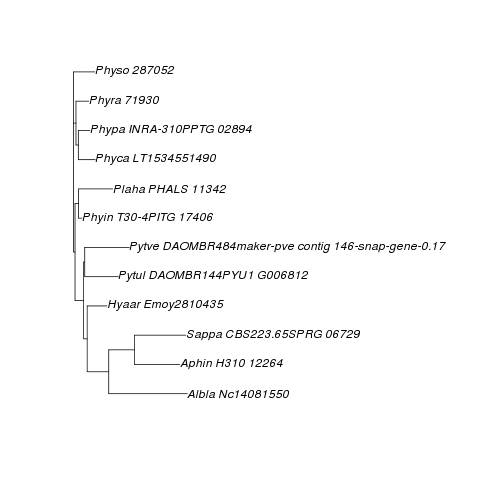 Physo 287052
Phyra 71930
Phypa INRA-310PPTG 02894
Phyca LT1534551490
Plaha PHALS 11342
Phyin T30-4PITG 17406
Pytve DAOMBR484maker-pve contig 146-snap-gene-0.17
Pytul DAOMBR144PYU1 G006812
Hyaar Emoy2810435
Sappa CBS223.65SPRG 06729
Aphin H310 12264
Albla Nc14081550